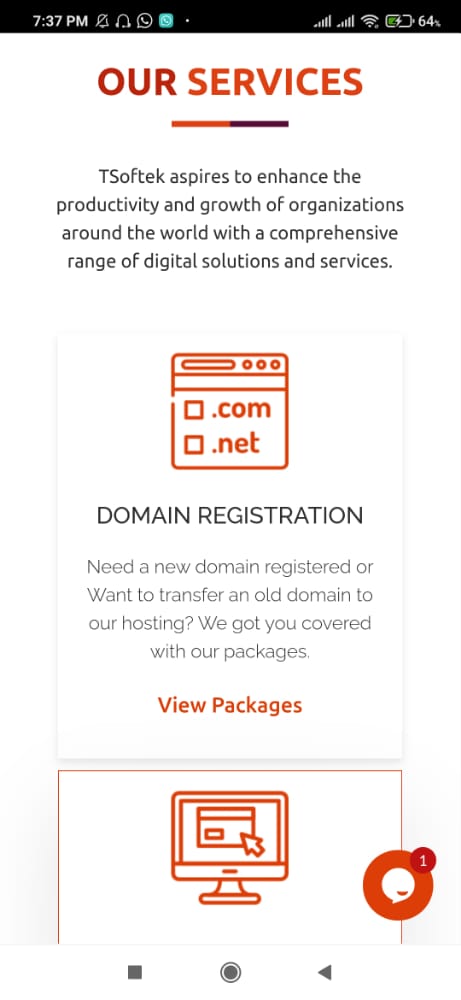 7:37 PM
64%
OUR SERVICES
TSoftek aspires to enhance the
productivity and growth of organizations
around the world with a comprehensive
range of digital solutions and services.
.com
.net
DOMAIN REGISTRATION
Need a new domain registered or
Want to transfer an old domain to
our hosting? We got you covered
with our packages.
View Packages
1